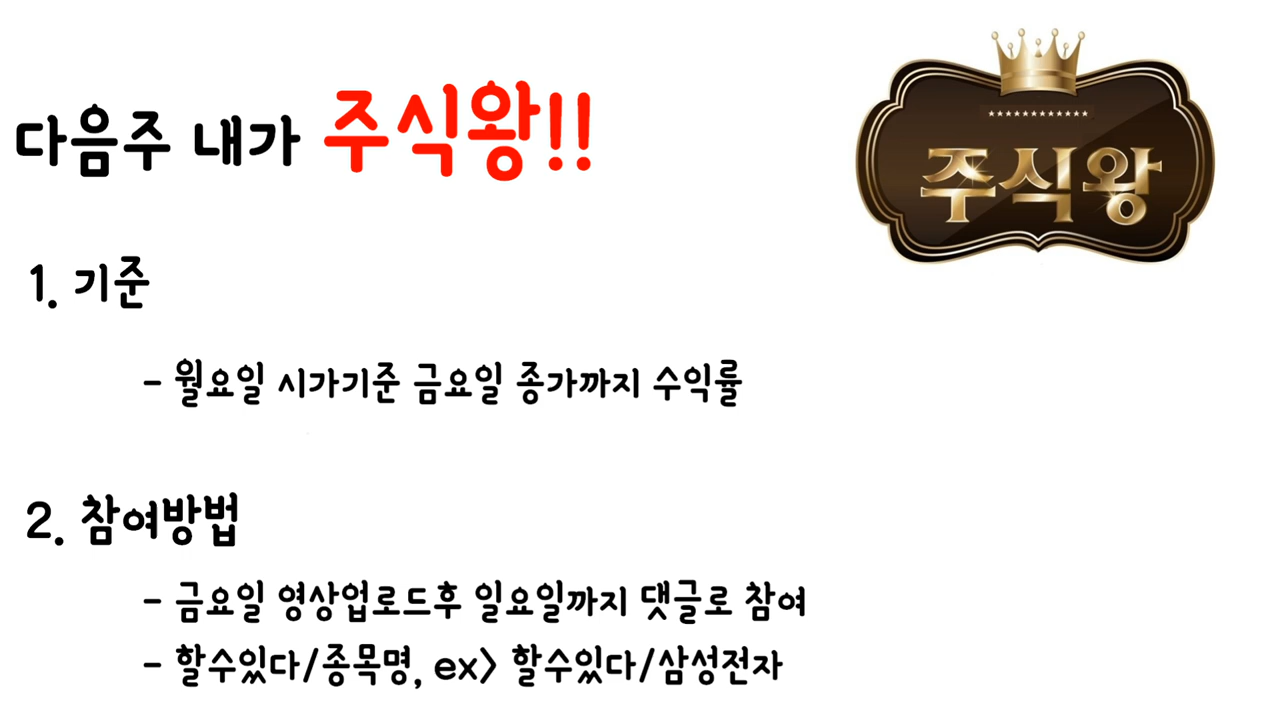 다음주 내가 주식왕!!
주식왕
1. 기준
- 월요일 시가기준 금요일 종가까지 수익률
2. 참여방법
- 금요일 영상업로드후 일요일까지 댓글로 참여
- 할수있다/종목명, ex> 할수있다/삼성전자